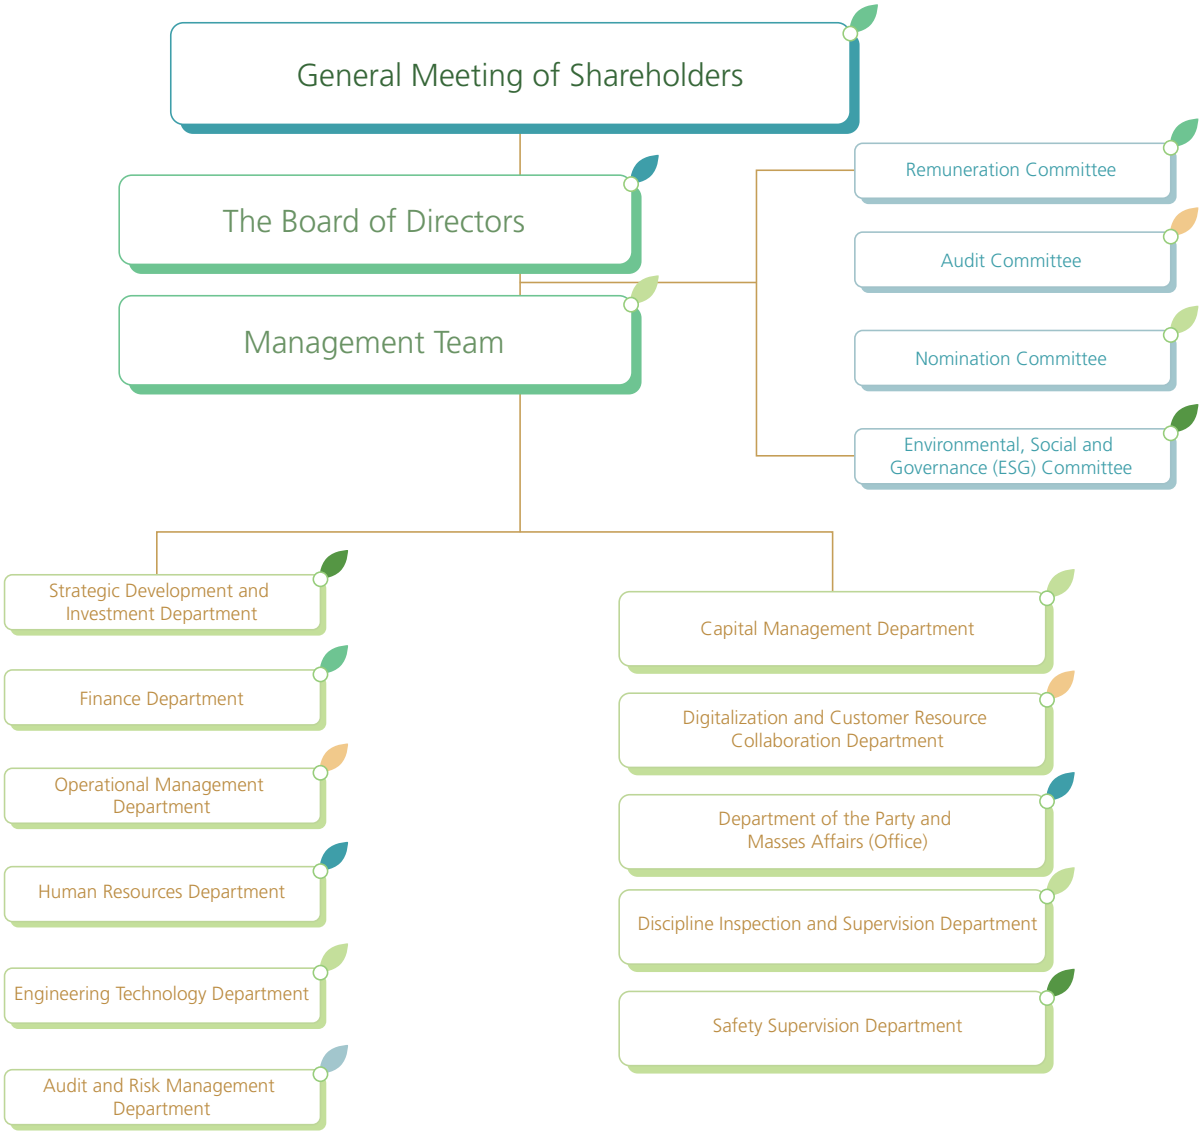 General Meeting of Shareholders
The Board of Directors
Management Team
Remuneration Committee
Audit Committee
Nomination Committee
Environmental, Social and
Governance (ESG) Committee
Strategic Development and
Investment Department
Finance Department
Operational Management
Department
Human Resources Department
Engineering Technology Department
Audit and Risk Management
Department
Capital Management Department
Digitalization and Customer Resource
Collaboration Department
Department of the Party and
Masses Affairs (Office)
Discipline Inspection and Supervision Department
Safety Supervision Department